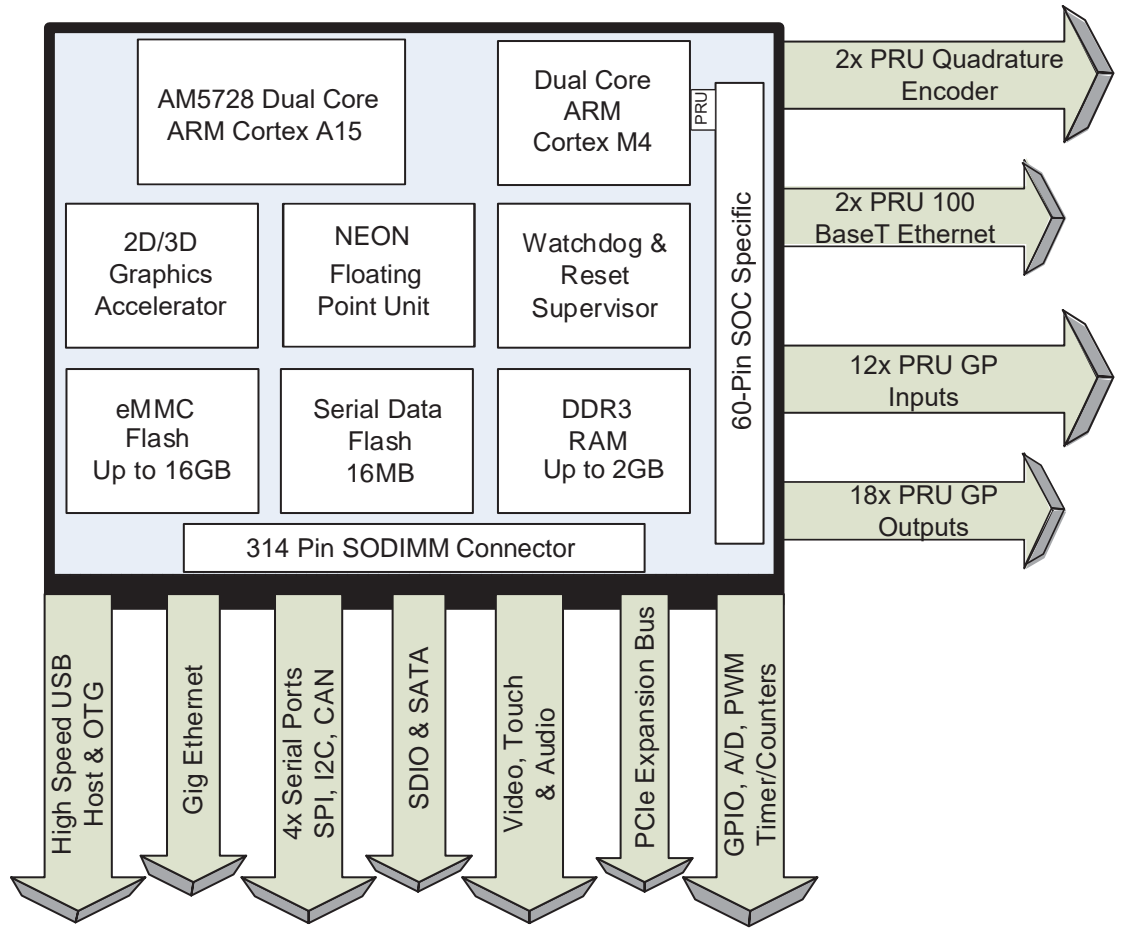 AM5728 Dual Core
ARM Cortex A15
Dual Core
ARM
Cortex M4
PRU
2D/3D
Graphics
Accelerator
NEON
Floating
Point Unit
Watchdog &
Reset
Supervisor
60-Pin SOC Specific
eMMC
Flash
Up to 16GB
Serial Data
Flash
16MB
DDR3
RAM
Up to 2GB
314 Pin SODIMM Connector
2x PRU Quadrature
Encoder
2x PRU 100
BaseT Ethernet
12x PRU GP
Inputs
18x PRU GP
Outputs
High Speed USB
Host & OTG
Gig Ethernet
4x Serial Ports
SPI, I2C, CAN
SDIO & SATA
Video, Touch
& Audio
PCIe Expansion Bus
GPIO, A/D, PWM
Timer/Counters